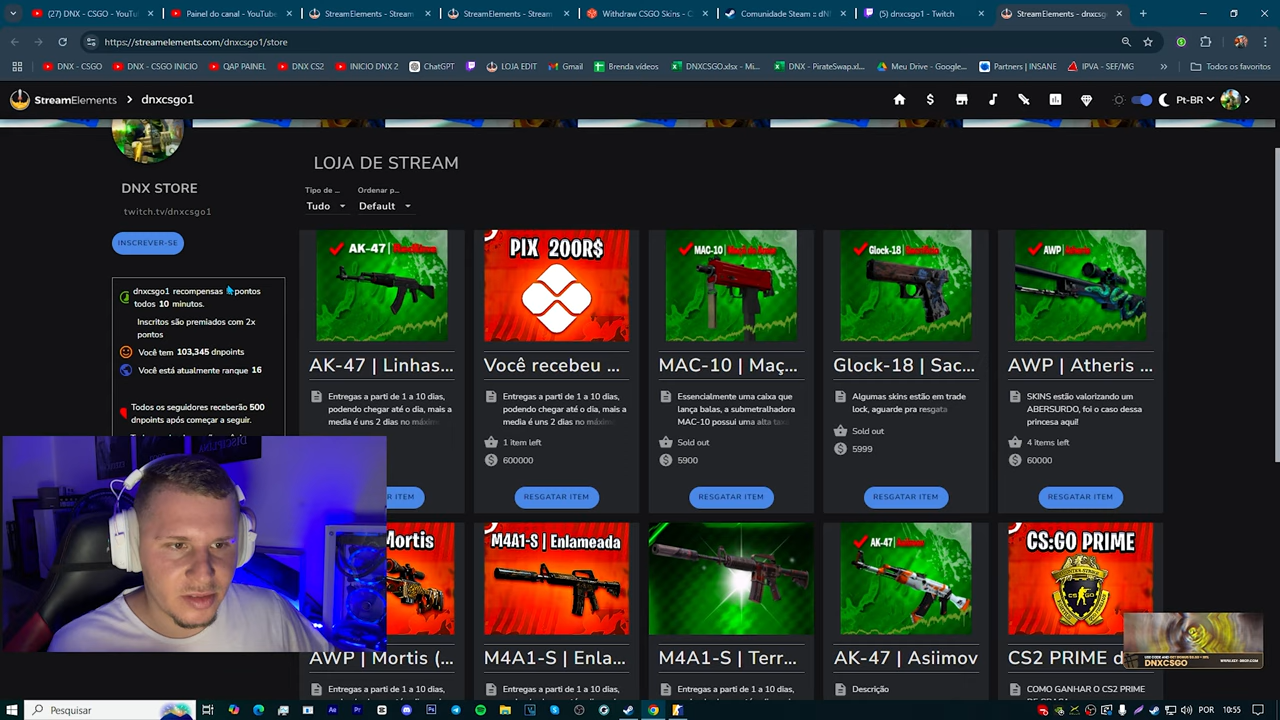 (27) DNX - CSGO - YouT
Painel do canal - YouTube
StreamElements - Stream
StreamElements - Stream
Withdraw CSGO Skins - C
Comunidade Steam :: dN
(5) dnxcsgo1 - Twitch
StreamElements - dnxcsgo
https://streamelements.com/dnxcsgo1/store
DNX - CSGO
DNX - CSGO INICIO
QAP PAINEL
DNX CS2
INICIO DNX 2
ChatGPT
LOJA EDIT
Gmail
Brenda vídeos
DNXCSGO.xlsx - Mi...
DNX - PirateSwap.xl...
Meu Drive - Google...
Partners | INSANE
IPVA - SEF/MG
Todos os favoritos
StreamElements > dnxcsgo1
Pt-BR
DNX STORE
twitch.tv/dnxcsgo1
INSCREVER-SE
dnxcsgo1 recompensas 5 pontos
todos 10 minutos.
Inscritos são premiados com 2x
pontos
Você tem 103,345 dnpoints
Você está atualmente ranque 16
Todos os seguidores receberão 500
dnpoints após começar a seguir.
LOJA DE STREAM
Tipo de ...
Ordenar p...
Tudo
Default
AK-47
PIX 200R$
MAC-10
Glock-18
AWP
AK-47 | Linhas...
Você recebeu ...
MAC-10 | Maç...
Glock-18 | Sac...
AWP | Atheris ...
Entregas a partir de 1 a 10 dias,
podendo chegar até o dia, mais a
media é uns 2 dias no máximo
Entregas a partir de 1 a 10 dias,
podendo chegar até o dia, mais a
media é uns 2 dias no máximo
1 item left
600000
Essencialmente uma caixa que
lança balas, a submetralhadora
MAC-10 possui uma alta taxa
Sold out
5900
Algumas skins estão em trade
lock, aguarde pra resgata
Sold out
5999
SKINS estão valorizando um
ABERSURDO, foi o caso dessa
princesa aqui!
4 items left
60000
R ITEM
RESGATAR ITEM
RESGATAR ITEM
RESGATAR ITEM
RESGATAR ITEM
Mortis
M4A1-S | Enlameada
AK-47
CS:GO PRIME
AWP | Mortis (...
M4A1-S | Enla...
M4A1-S | Terr...
AK-47 | Asiimov
CS2 PRIME d
Entregas a partir de 1 a 10 dias,
Entregas a partir de 1 a 10 dias,
Descrição
COMO GANHAR O CS2 PRIME
DNXCSGO
WWW.KEY-DROP.COM
Pesquisar
POR
10:55